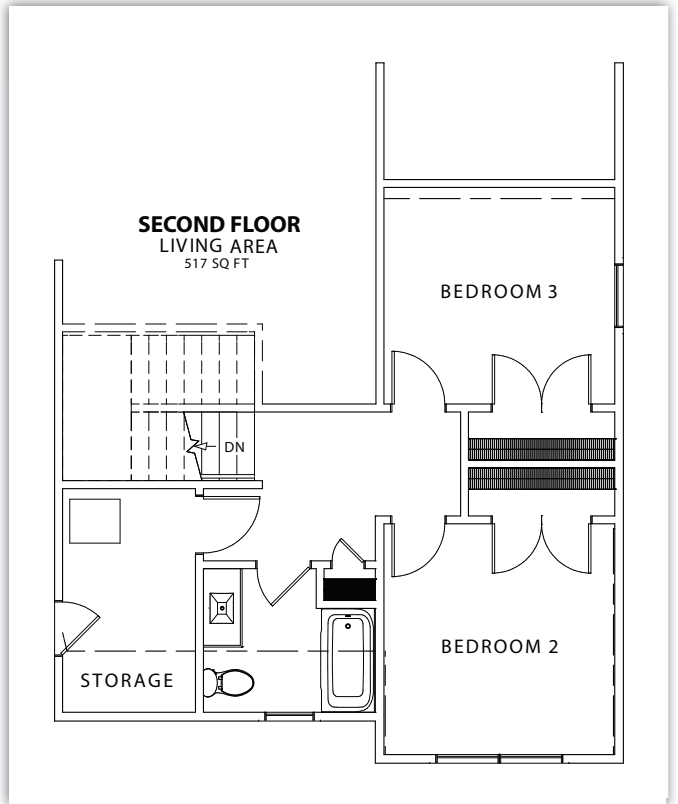 SECOND FLOOR
LIVING AREA
517 SQ FT
BEDROOM 3
DN
BEDROOM 2
STORAGE